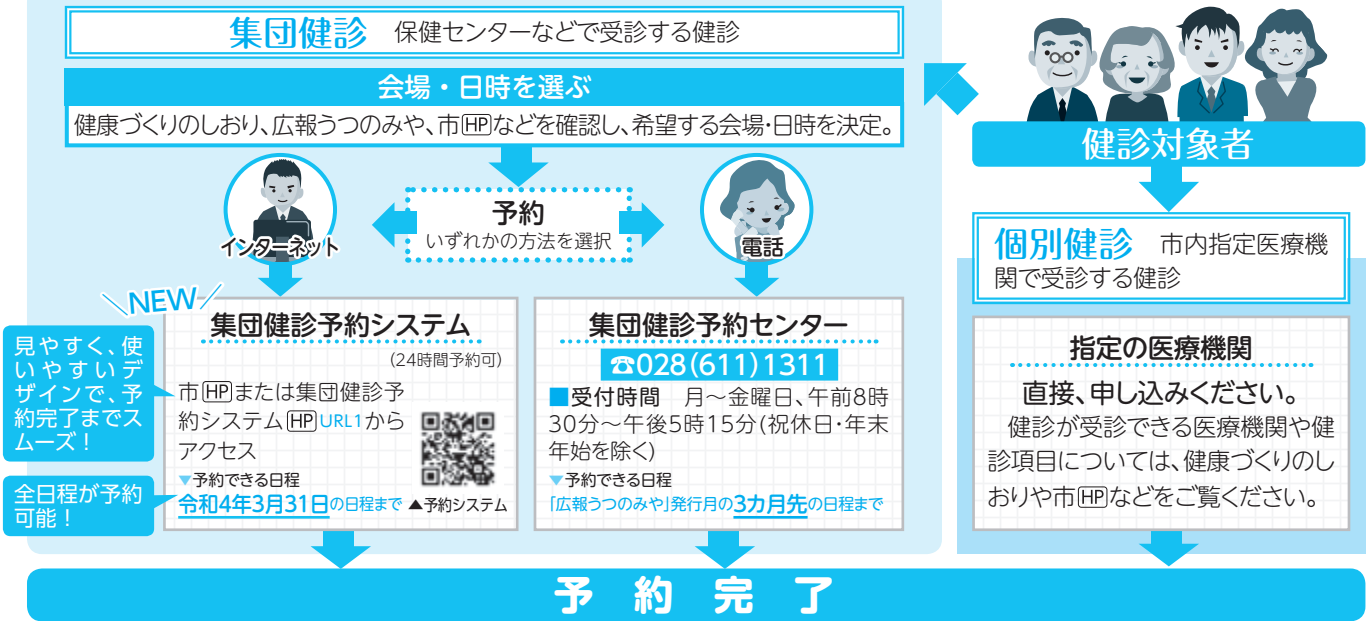 集団健診 保健センターなどで受診する健診
会場・日時を選ぶ
健康づくりのしおり、広報うつのみや、市HPなどを確認し、希望する会場・日時を決定。
予約
いずれかの方法を選択
インターネット
電話
NEW
見やすく、使
いやすいデ
ザインで、予
約完了までス
ムーズ！
全日程が予約
可能！
集団健診予約システム
(24時間予約可)
市HPまたは集団健診予
約システムHPURL1から
アクセス
▼予約できる日程
令和4年3月31日の日程まで
▲予約システム
集団健診予約センター
☎028(611)1311
■受付時間 月～金曜日、午前8時
30分～午後5時15分(祝休日・年末
年始を除く)
▼予約できる日程
「広報うつのみや」発行月の3カ月先の日程まで
健診対象者
個別健診 市内指定医療機
関で受診する健診
指定の医療機関
直接、申し込みください。
健診が受診できる医療機関や健
診項目については、健康づくりのし
おりや市HPなどをご覧ください。
予約完了